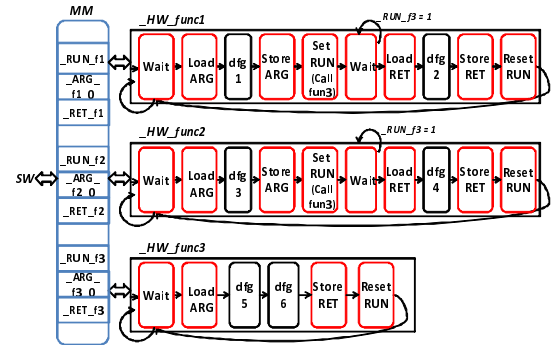 MM
_HW_func1
_RUN_f3 = 1
_RUN_f1
_ARG_
f1_0
_RET_f1
Wait
Load
ARG
dfg
1
Store
ARG
Set
RUN
(Call
fun3)
Wait
Load
RET
dfg
2
Store
RET
Reset
RUN
_HW_func2
_RUN_f3 = 1
SW
_RUN_f2
_ARG_
f2_0
_RET_f2
Wait
Load
ARG
dfg
3
Store
ARG
Set
RUN
(Call
fun3)
Wait
Load
RET
dfg
4
Store
RET
Reset
RUN
_HW_func3
_RUN_f3
_ARG_
f3_0
_RET_f3
Wait
Load
ARG
dfg
5
dfg
6
Store
RET
Reset
RUN